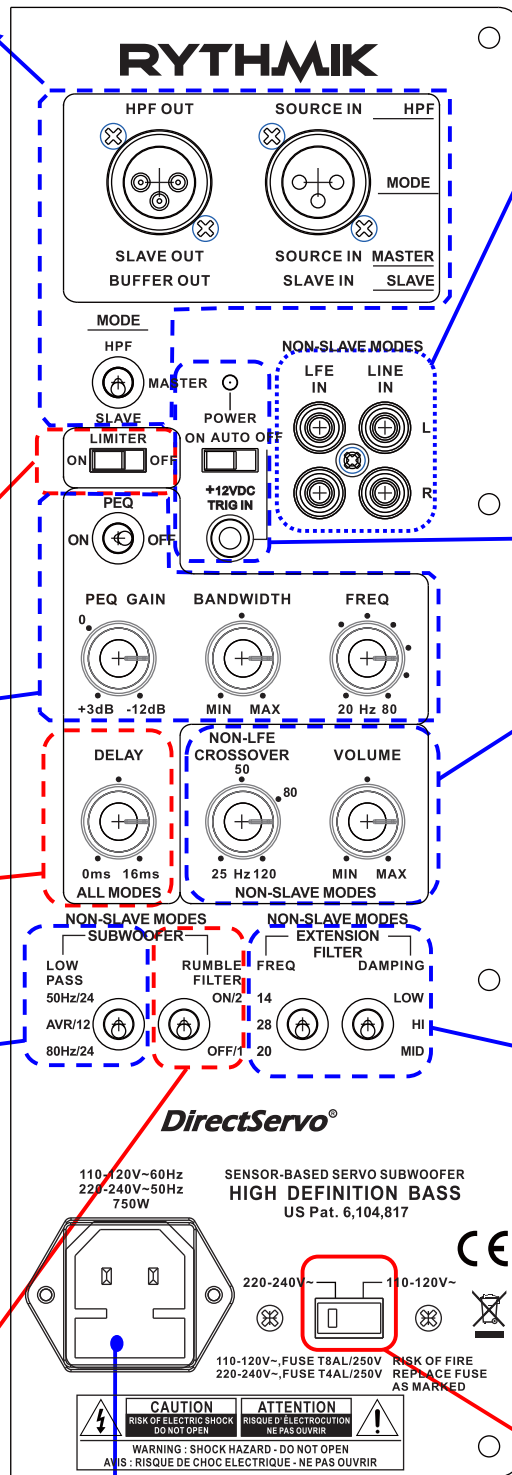 RYTHMIK
HPF OUT SOURCE IN HPF
MODE
SLAVE OUT SOURCE IN MASTER
BUFFER OUT SLAVE IN SLAVE
MODE
HPF
MASTER
SLAVE
POWER
ON AUTO OFF
NON-SLAVE MODES
LFE IN LINE IN
L
R
LIMITER
ON OFF
+12VDC
TRIG IN
PEQ
ON OFF
PEQ GAIN BANDWIDTH FREQ
0
+3dB -12dB MIN MAX 20 Hz 80
DELAY
0ms 16ms
ALL MODES
NON-LFE
CROSSOVER VOLUME
50
80
25 Hz 120 MIN MAX
NON-SLAVE MODES
NON-SLAVE MODES NON-SLAVE MODES
SUBWOOFER EXTENSION
FILTER
LOW PASS RUMBLE FILTER FREQ DAMPING
50Hz/24 ON/2 14 LOW
AVR/12 28 HI
80Hz/24 OFF/1 20 MID
DirectServo®
110-120V~60Hz
220-240V~50Hz
750W
SENSOR-BASED SERVO SUBWOOFER
HIGH DEFINITION BASS
US Pat. 6,104,817
CE
220-240V~ 110-120V~
110-120V~,FUSE T8AL/250V RISK OF FIRE
220-240V~,FUSE T4AL/250V REPLACE FUSE
AS MARKED
CAUTION ATTENTION
RISK OF ELECTRIC SHOCK RISQUE D'ÉLECTROCUTION
DO NOT OPEN NE PAS OUVRIR
WARNING : SHOCK HAZARD - DO NOT OPEN
AVIS : RISQUE DE CHOC ELECTRIQUE - NE PAS OUVRIR